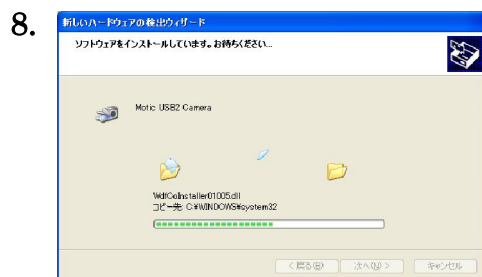 8.
新しいハードウェアの検出ウィザード
ソフトウェアをインストールしています。お待ちください...
Motic USB2 Camera
WdfCoInstaller01005.dll
コピー先: C:¥WINDOWS¥system32
< 戻る(B)
次へ(N) >
キャンセル